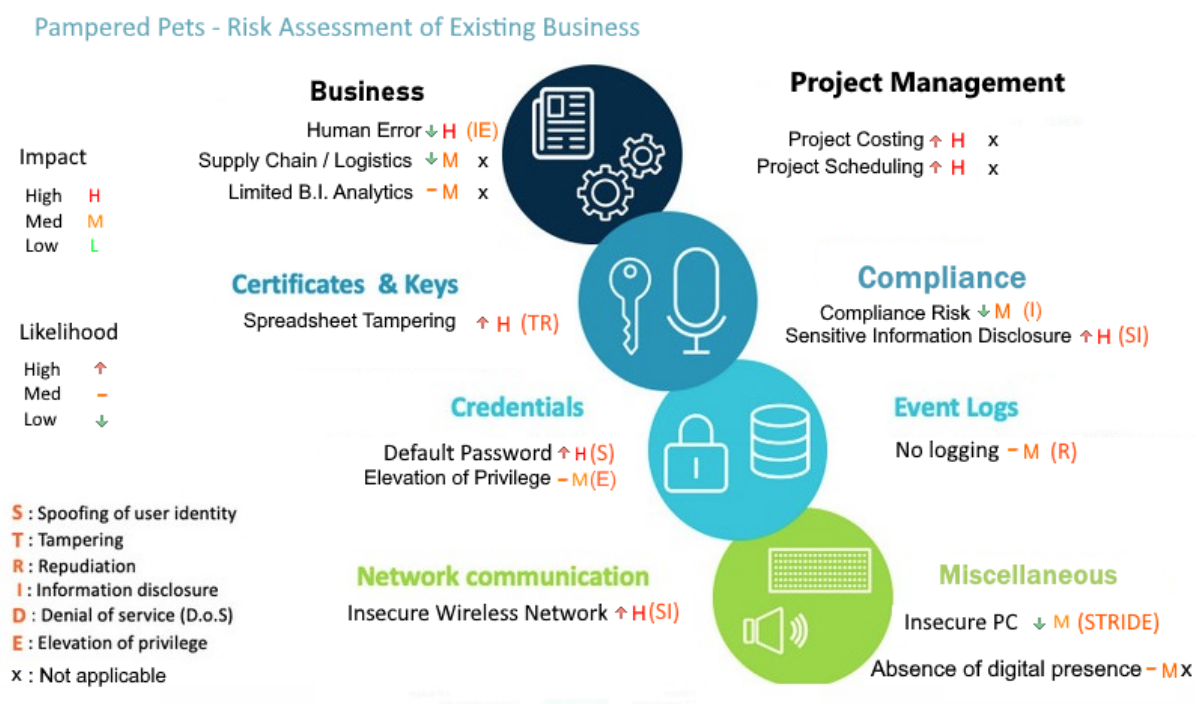 Pampered Pets - Risk Assessment of Existing Business
Business
Human Error ↓ H (IE)
Supply Chain / Logistics ↓ M x
Limited B.I. Analytics – M x
Project Management
Project Costing ↑ H x
Project Scheduling ↑ H x
Impact
High H
Med M
Low L
Certificates & Keys
Spreadsheet Tampering ↑ H (TR)
Compliance
Compliance Risk ↓ M (I)
Sensitive Information Disclosure ↑ H (SI)
Likelihood
High ↑
Med –
Low ↓
Credentials
Default Password ↑ H (S)
Elevation of Privilege – M (E)
Event Logs
No logging – M (R)
S : Spoofing of user identity
T : Tampering
R : Repudiation
I : Information disclosure
D : Denial of service (D.o.S)
E : Elevation of privilege
x : Not applicable
Network communication
Insecure Wireless Network ↑ H (SI)
Miscellaneous
Insecure PC ↓ M (STRIDE)
Absence of digital presence – M x